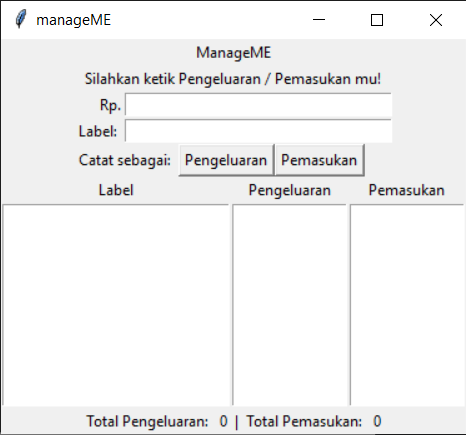 manageME
ManageME
Silahkan ketik Pengeluaran / Pemasukan mu!
Rp.
Label:
Catat sebagai: Pengeluaran Pemasukan
Label Pengeluaran Pemasukan
Total Pengeluaran: 0 | Total Pemasukan: 0